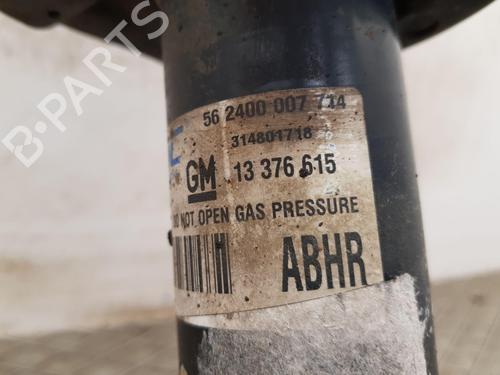 56 2400 007 714
314801718
GM 13 376 615
NOT OPEN GAS PRESSURE
ABHR
B-PARTS